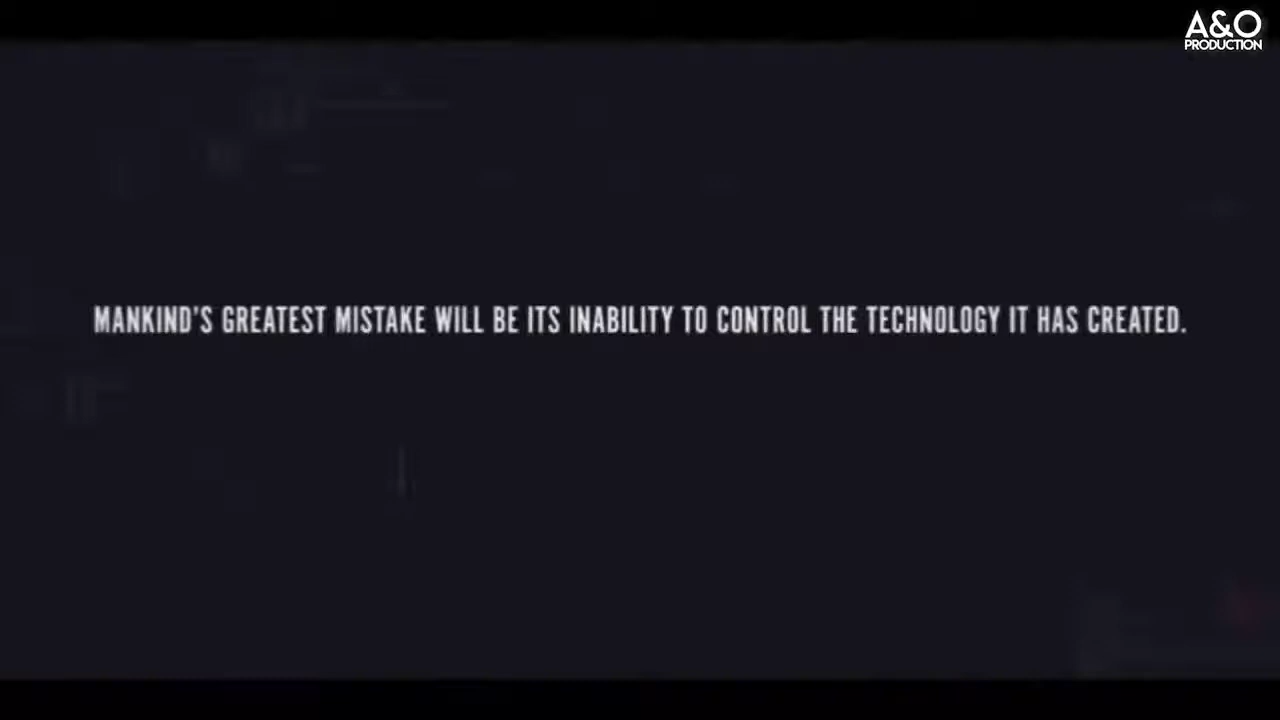 A&O
PRODUCTION
MANKIND'S GREATEST MISTAKE WILL BE ITS INABILITY TO CONTROL THE TECHNOLOGY IT HAS CREATED.